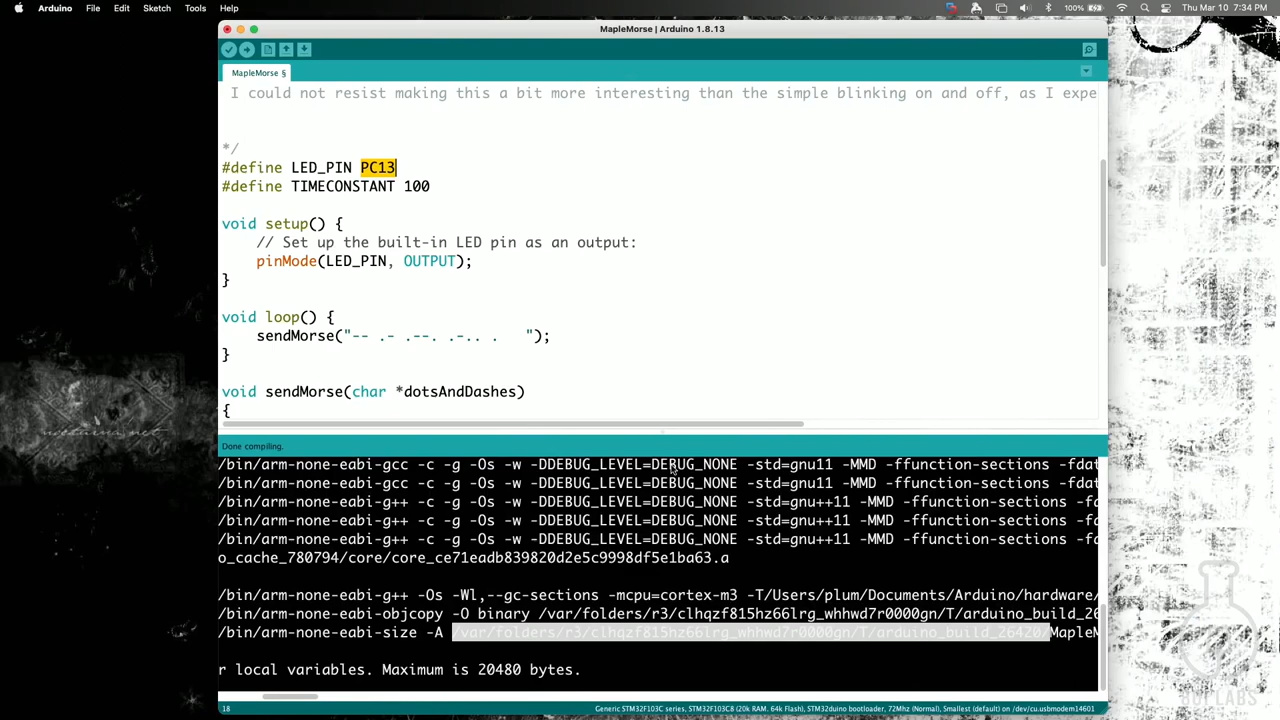 Arduino File Edit Sketch Tools Help 100% Thu Mar 10 7:34 PM
MapleMorse | Arduino 1.8.13
MapleMorse §
I could not resist making this a bit more interesting than the simple blinking on and off, as I expe
*/
#define LED_PIN PC13
#define TIMECONSTANT 100
void setup() {
// Set up the built-in LED pin as an output:
pinMode(LED_PIN, OUTPUT);
}
void loop() {
sendMorse("-- .- .--. .-.. .   ");
}
void sendMorse(char *dotsAndDashes)
{
Done compiling.
/bin/arm-none-eabi-gcc -c -g -Os -w -DDEBUG_LEVEL=DEBUG_NONE -std=gnu11 -MMD -ffunction-sections -fdat
/bin/arm-none-eabi-gcc -c -g -Os -w -DDEBUG_LEVEL=DEBUG_NONE -std=gnu11 -MMD -ffunction-sections -fdat
/bin/arm-none-eabi-g++ -c -g -Os -w -DDEBUG_LEVEL=DEBUG_NONE -std=gnu++11 -MMD -ffunction-sections -f
/bin/arm-none-eabi-g++ -c -g -Os -w -DDEBUG_LEVEL=DEBUG_NONE -std=gnu++11 -MMD -ffunction-sections -f
/bin/arm-none-eabi-g++ -c -g -Os -w -DDEBUG_LEVEL=DEBUG_NONE -std=gnu++11 -MMD -ffunction-sections -f
o_cache_780794/core/core_ce71eadb839820d2e5c9998df5e1ba63.a
/bin/arm-none-eabi-g++ -Os -Wl,--gc-sections -mcpu=cortex-m3 -T/Users/plum/Documents/Arduino/hardware/
/bin/arm-none-eabi-objcopy -O binary /var/folders/r3/clhqzf815hz66lrg_whhwd7r0000gn/T/arduino_build_26
/bin/arm-none-eabi-size -A /var/folders/r3/clhqzf815hz66lrg_whhwd7r0000gn/T/arduino_build_26420/MapleM
r local variables. Maximum is 20480 bytes.
18 Generic STM32F103C series, STM32F103C8 (20k RAM. 64k Flash), STM32duino bootloader, 72Mhz (Normal), Smallest (default) on /dev/cu.usbmodem14601